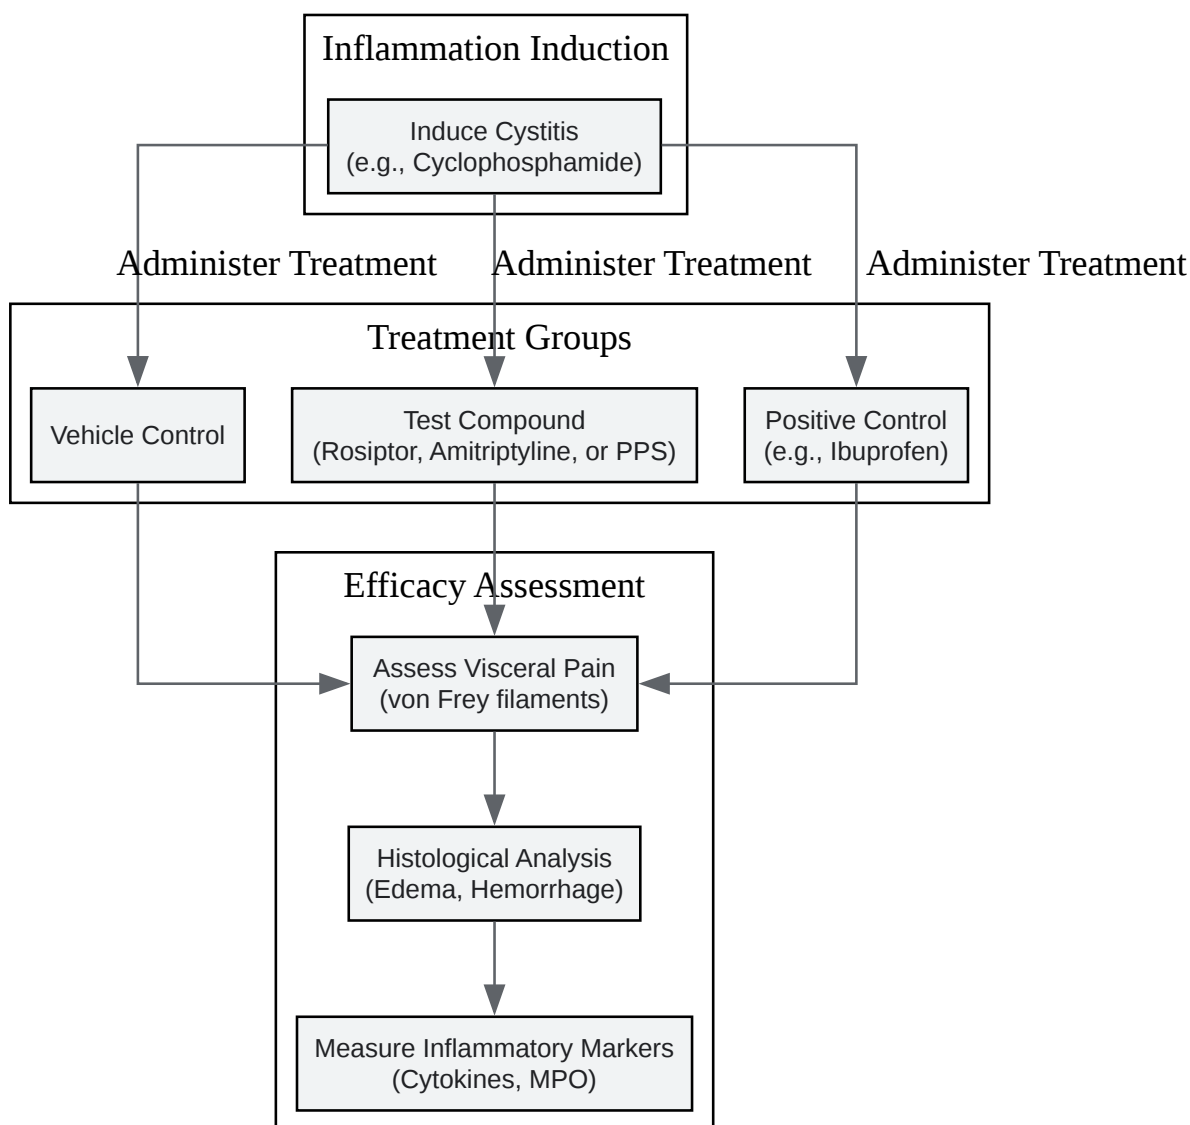 Inflammation Induction
Induce Cystitis
(e.g., Cyclophosphamide)
Administer Treatment
Administer Treatment
Administer Treatment
Treatment Groups
Vehicle Control
Test Compound
(Rosiptor, Amitriptyline, or PPS)
Positive Control
(e.g., Ibuprofen)
Efficacy Assessment
Assess Visceral Pain
(von Frey filaments)
Histological Analysis
(Edema, Hemorrhage)
Measure Inflammatory Markers
(Cytokines, MPO)